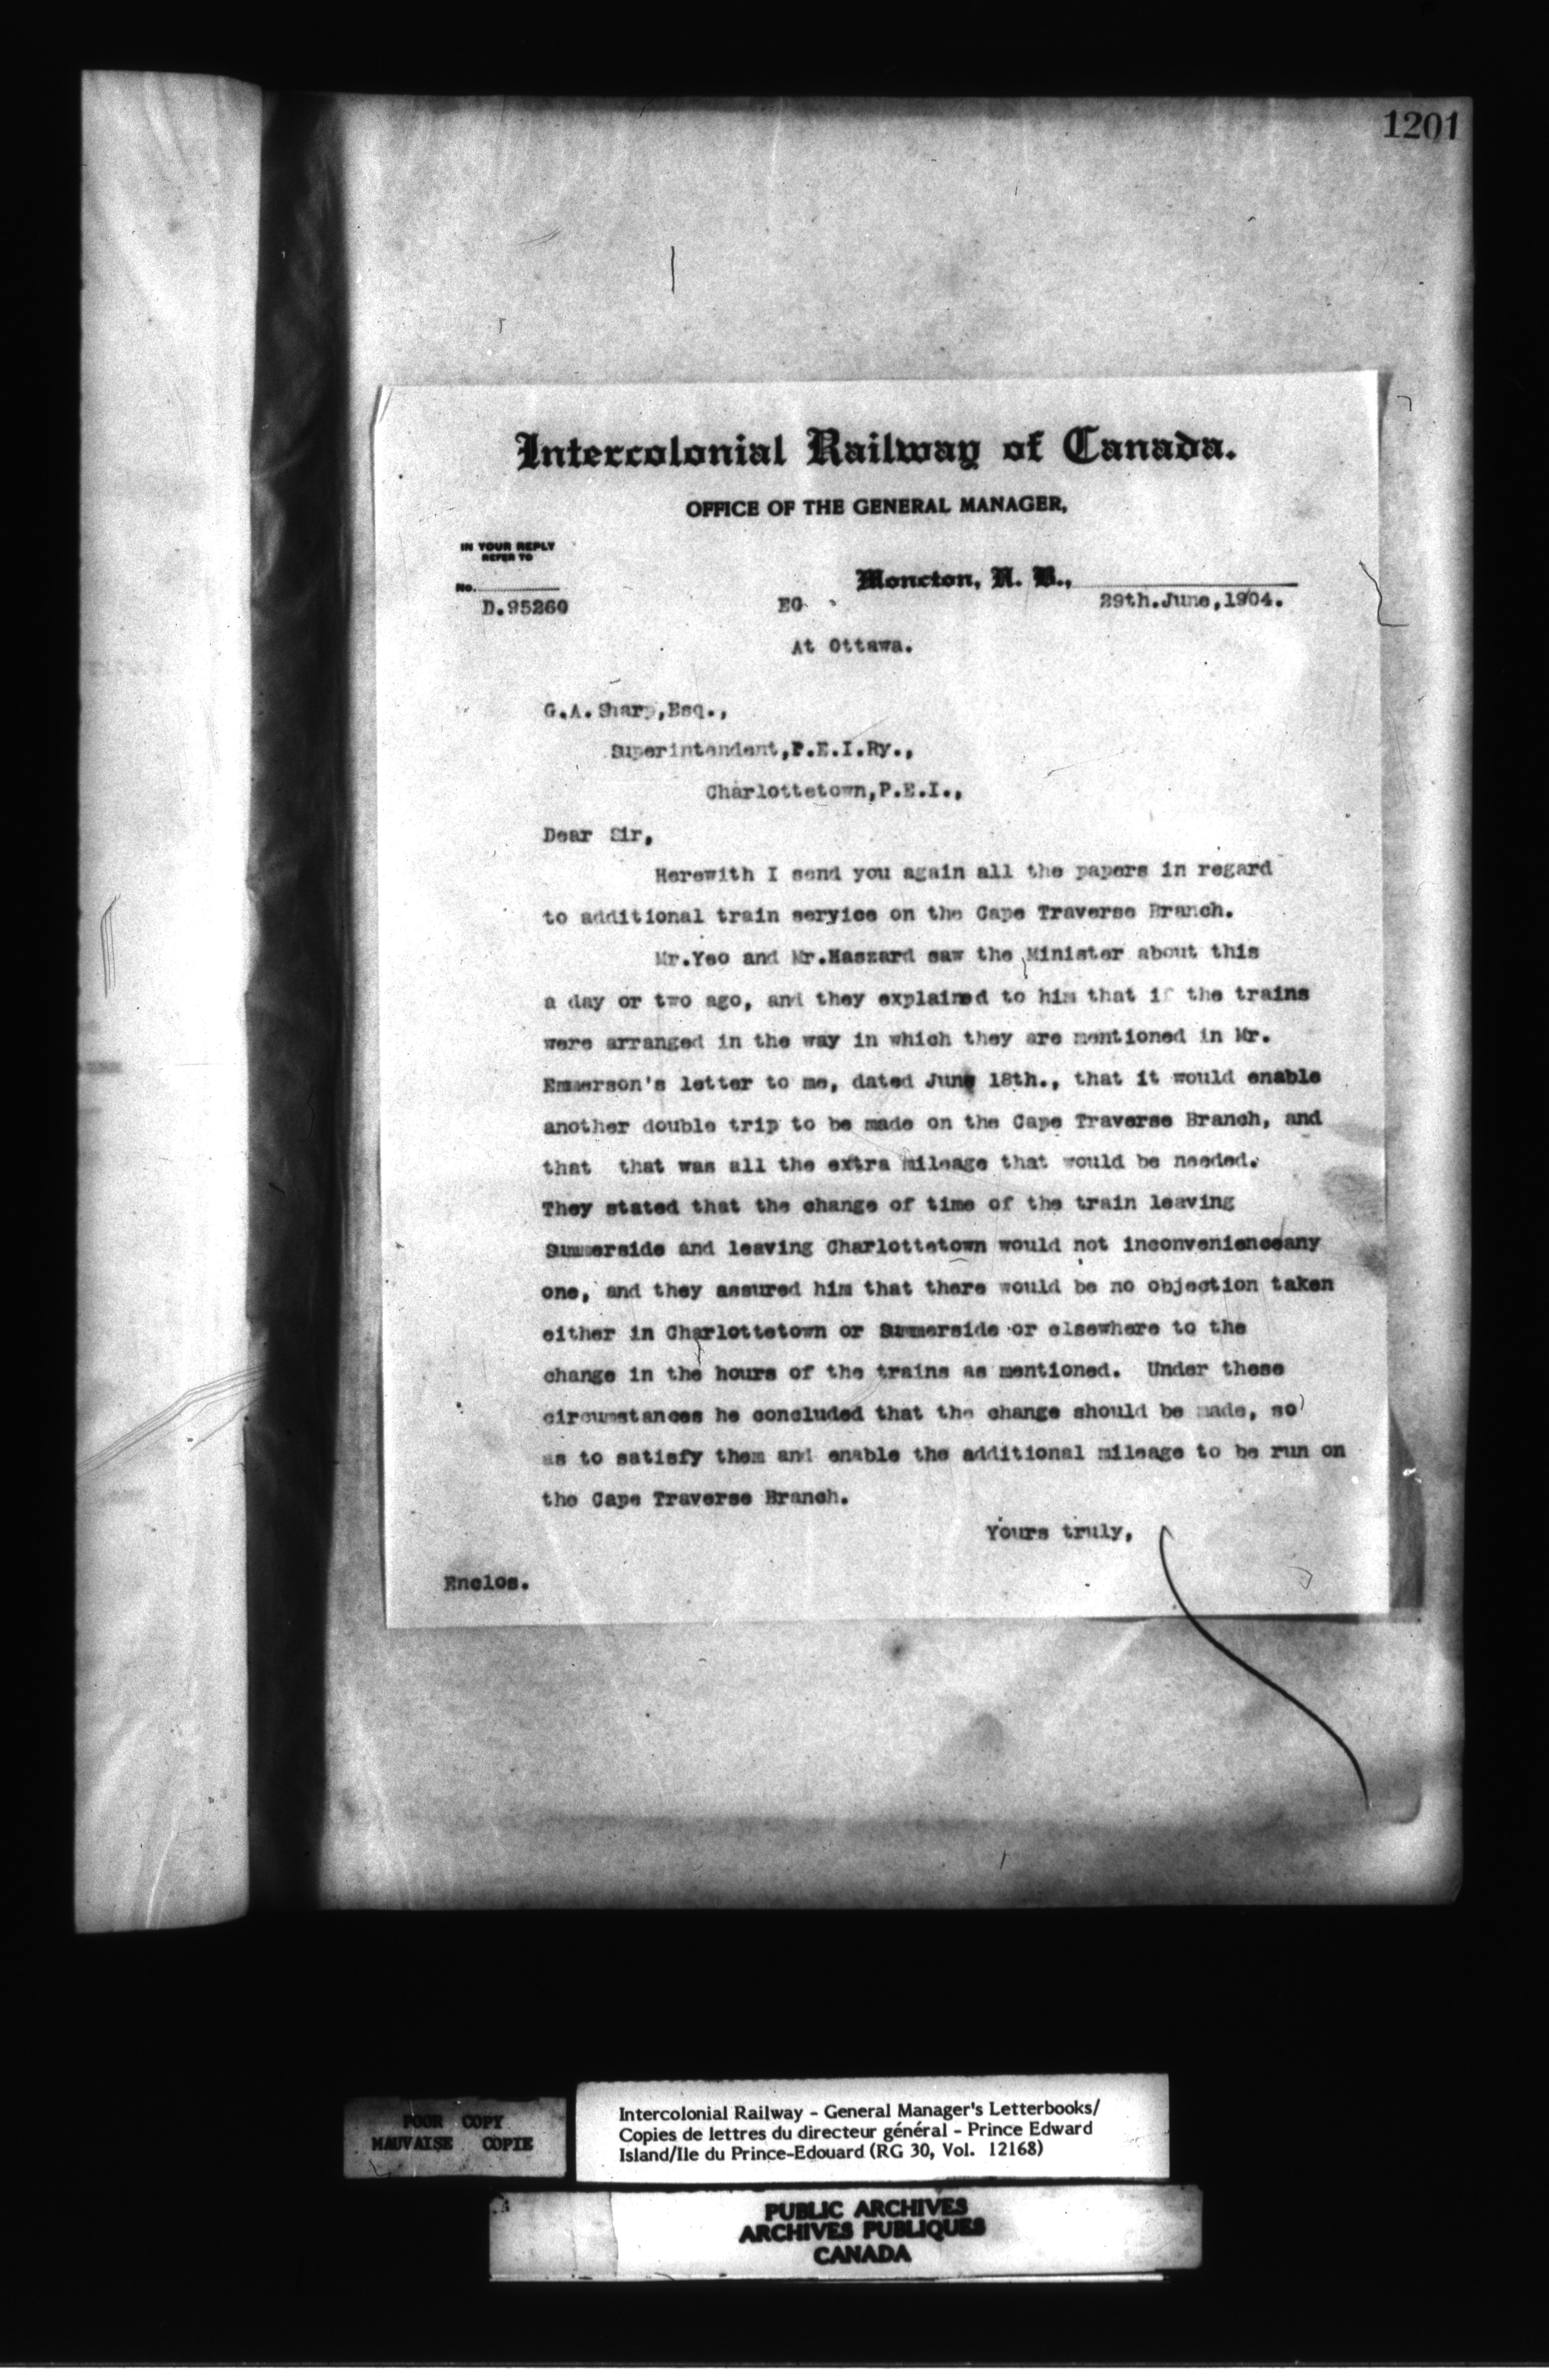 1201
Intercolonial Railway of Canada.
OFFICE OF THE GENERAL MANAGER,
IN YOUR REPLY
REFER TO
No.
Moncton, N. B.,
D.95260 EG 29th.June,1904.
At Ottawa.
G.A.Sharp,Esq.,
Superintendent,P.E.I.Ry.,
Charlottetown,P.E.I.,
Dear Sir,
Herewith I send you again all the papers in regard
to additional train service on the Cape Traverse Branch.
Mr.Yeo and Mr.Haszard saw the Minister about this
a day or two ago, and they explained to him that if the trains
were arranged in the way in which they are mentioned in Mr.
Emmerson's letter to me, dated June 18th., that it would enable
another double trip to be made on the Cape Traverse Branch, and
that that was all the extra mileage that would be needed.
They stated that the change of time of the train leaving
Summerside and leaving Charlottetown would not inconvenienceany
one, and they assured him that there would be no objection taken
either in Charlottetown or Summerside or elsewhere to the
change in the hours of the trains as mentioned. Under these
circumstances he concluded that the change should be made, so
as to satisfy them and enable the additional mileage to be run on
the Cape Traverse Branch.
Yours truly,
Enclos.
POOR COPY
MAUVAISE COPIE
Intercolonial Railway - General Manager's Letterbooks/
Copies de lettres du directeur général - Prince Edward
Island/Ile du Prince-Edouard (RG 30, Vol. 12168)
PUBLIC ARCHIVES
ARCHIVES PUBLIQUES
CANADA